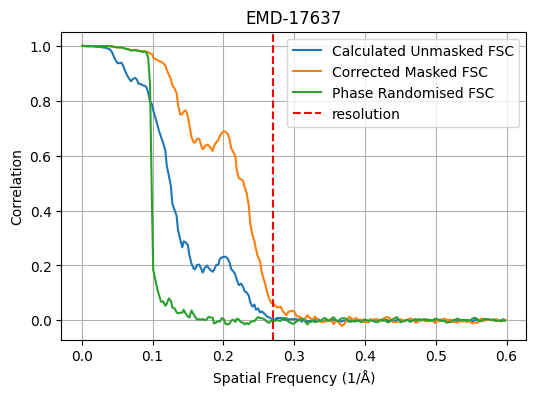 EMD-17637
Calculated Unmasked FSC
Corrected Masked FSC
Phase Randomised FSC
resolution
Correlation
1.0
0.8
0.6
0.4
0.2
0.0
0.0 0.1 0.2 0.3 0.4 0.5 0.6
Spatial Frequency (1/Å)